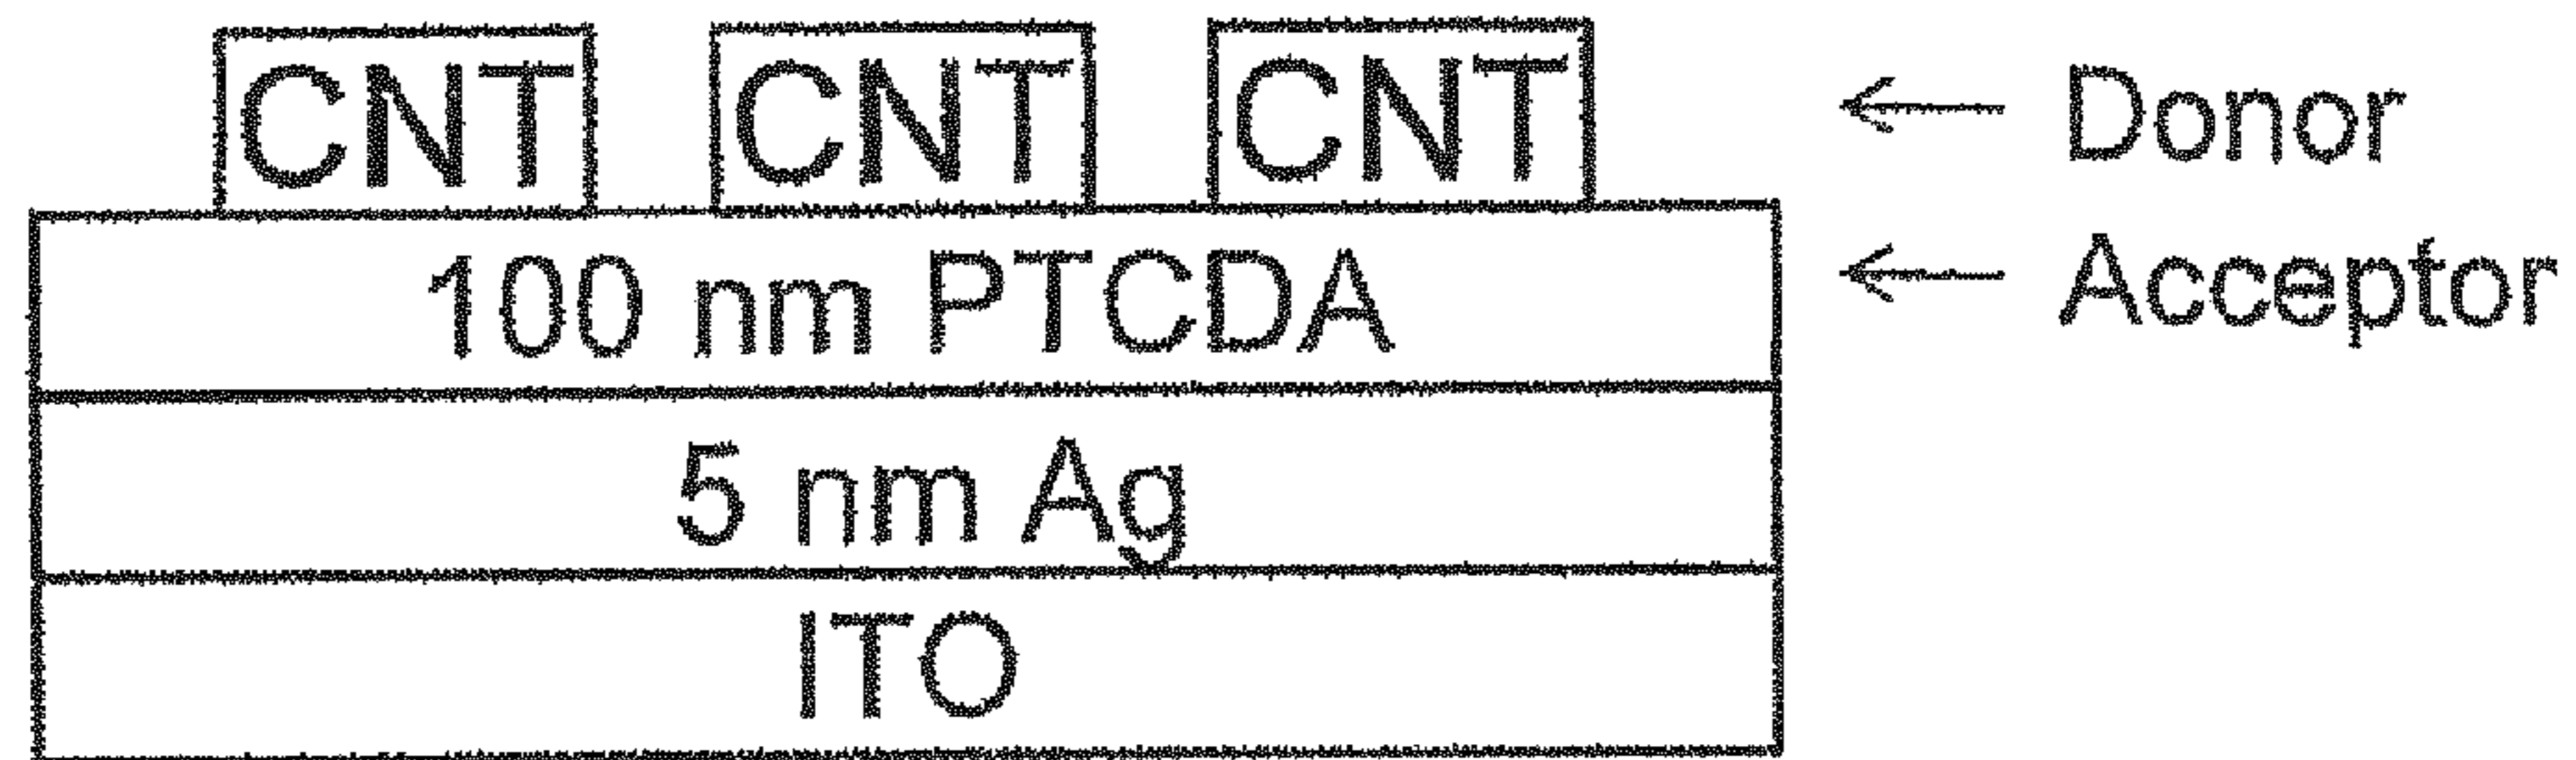 CNT CNT CNT ← Donor
100 nm PTCDA ← Acceptor
5 nm Ag
ITO